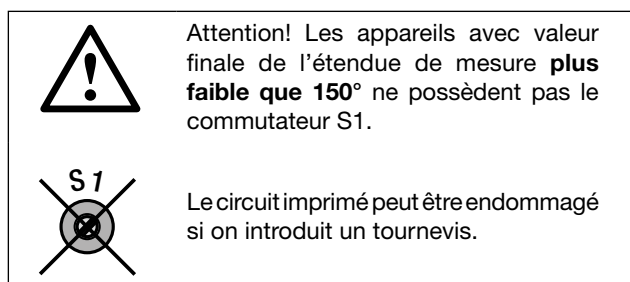 Attention! Les appareils avec valeur
finale de l'étendue de mesure plus
faible que 150° ne possèdent pas le
commutateur S1.
S1
Le circuit imprimé peut être endommagé
si on introduit un tournevis.